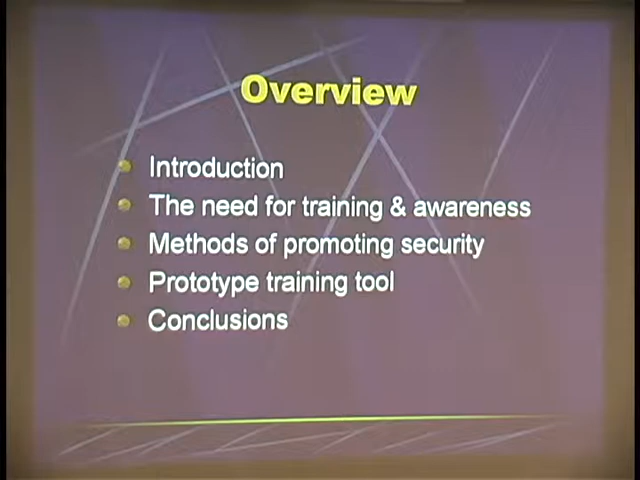 Overview
Introduction
The need for training & awareness
Methods of promoting security
Prototype training tool
Conclusions